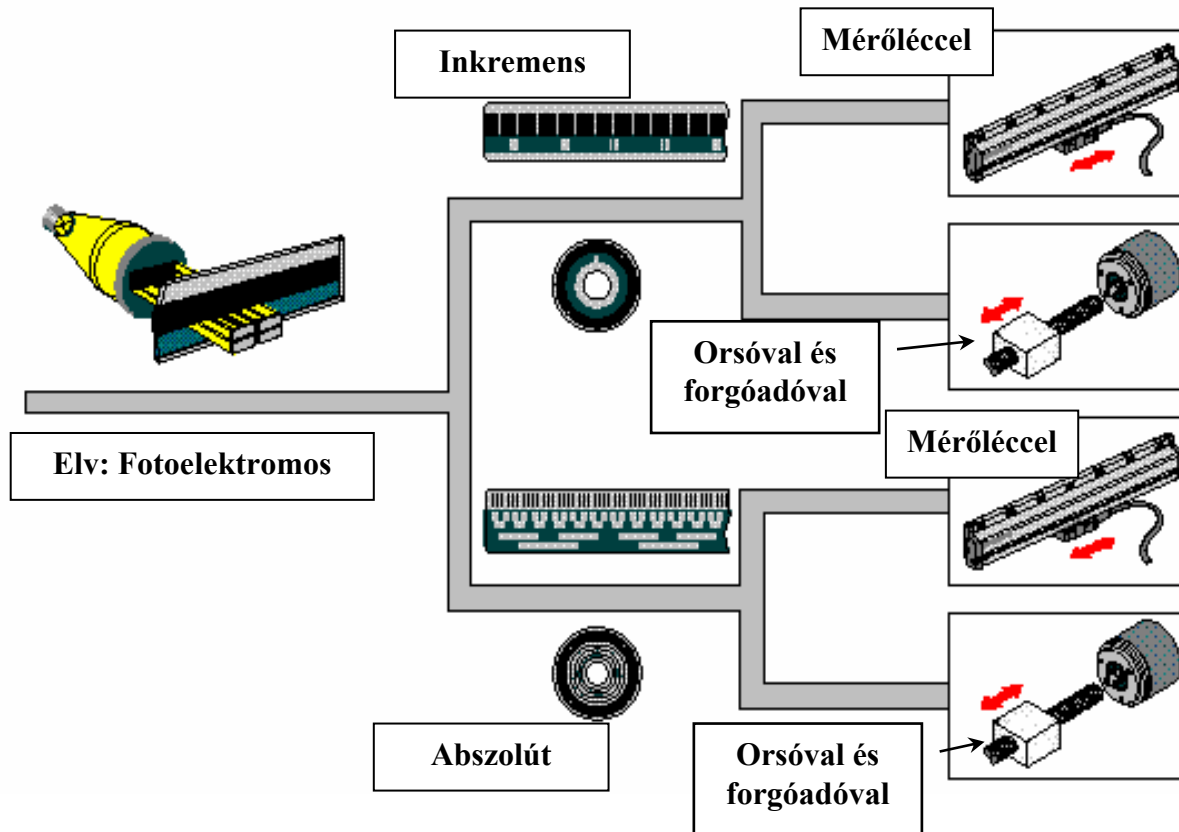 Inkremens
Mérőléccel
Orsóval és
forgóadóval
Elv: Fotoelektromos
Mérőléccel
Abszolút
Orsóval és
forgóadóval